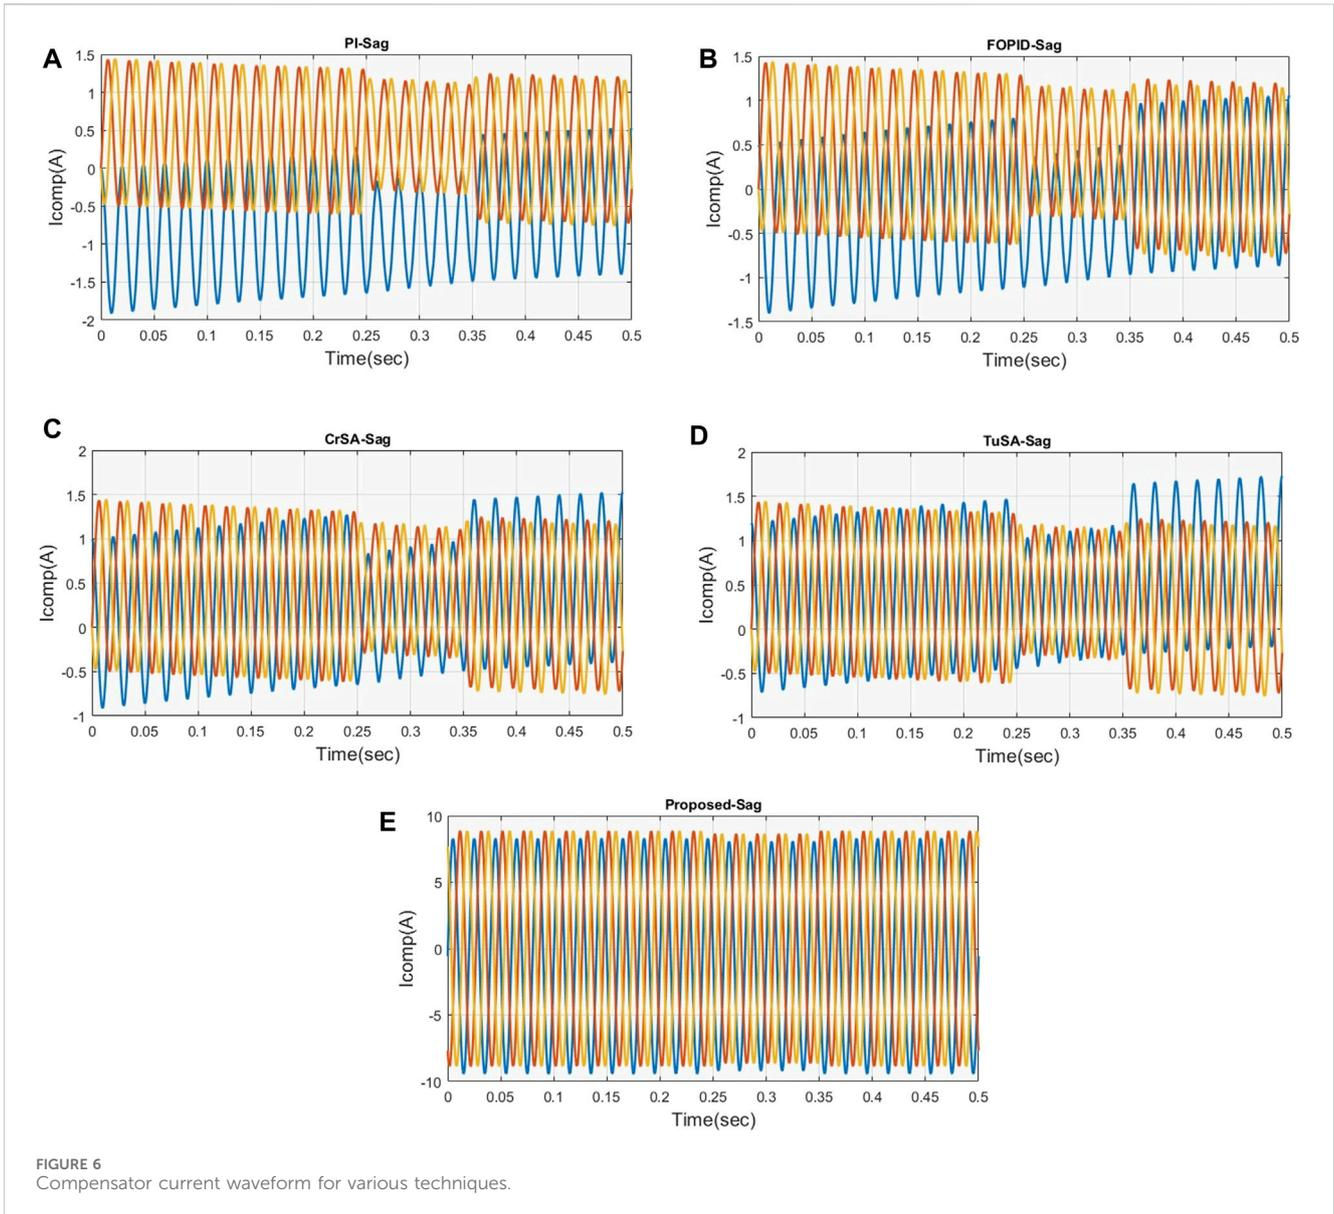 A
PI-Sag
1.5
1
0.5
0
-0.5
-1
-1.5
-2
Icomp(A)
0 0.05 0.1 0.15 0.2 0.25 0.3 0.35 0.4 0.45 0.5
Time(sec)
B
FOPID-Sag
1.5
1
0.5
0
-0.5
-1
-1.5
Icomp(A)
0 0.05 0.1 0.15 0.2 0.25 0.3 0.35 0.4 0.45 0.5
Time(sec)
C
CrSA-Sag
2
1.5
1
0.5
0
-0.5
-1
Icomp(A)
0 0.05 0.1 0.15 0.2 0.25 0.3 0.35 0.4 0.45 0.5
Time(sec)
D
TuSA-Sag
2
1.5
1
0.5
0
-0.5
-1
Icomp(A)
0 0.05 0.1 0.15 0.2 0.25 0.3 0.35 0.4 0.45 0.5
Time(sec)
E
Proposed-Sag
10
5
0
-5
-10
Icomp(A)
0 0.05 0.1 0.15 0.2 0.25 0.3 0.35 0.4 0.45 0.5
Time(sec)
FIGURE 6
Compensator current waveform for various techniques.